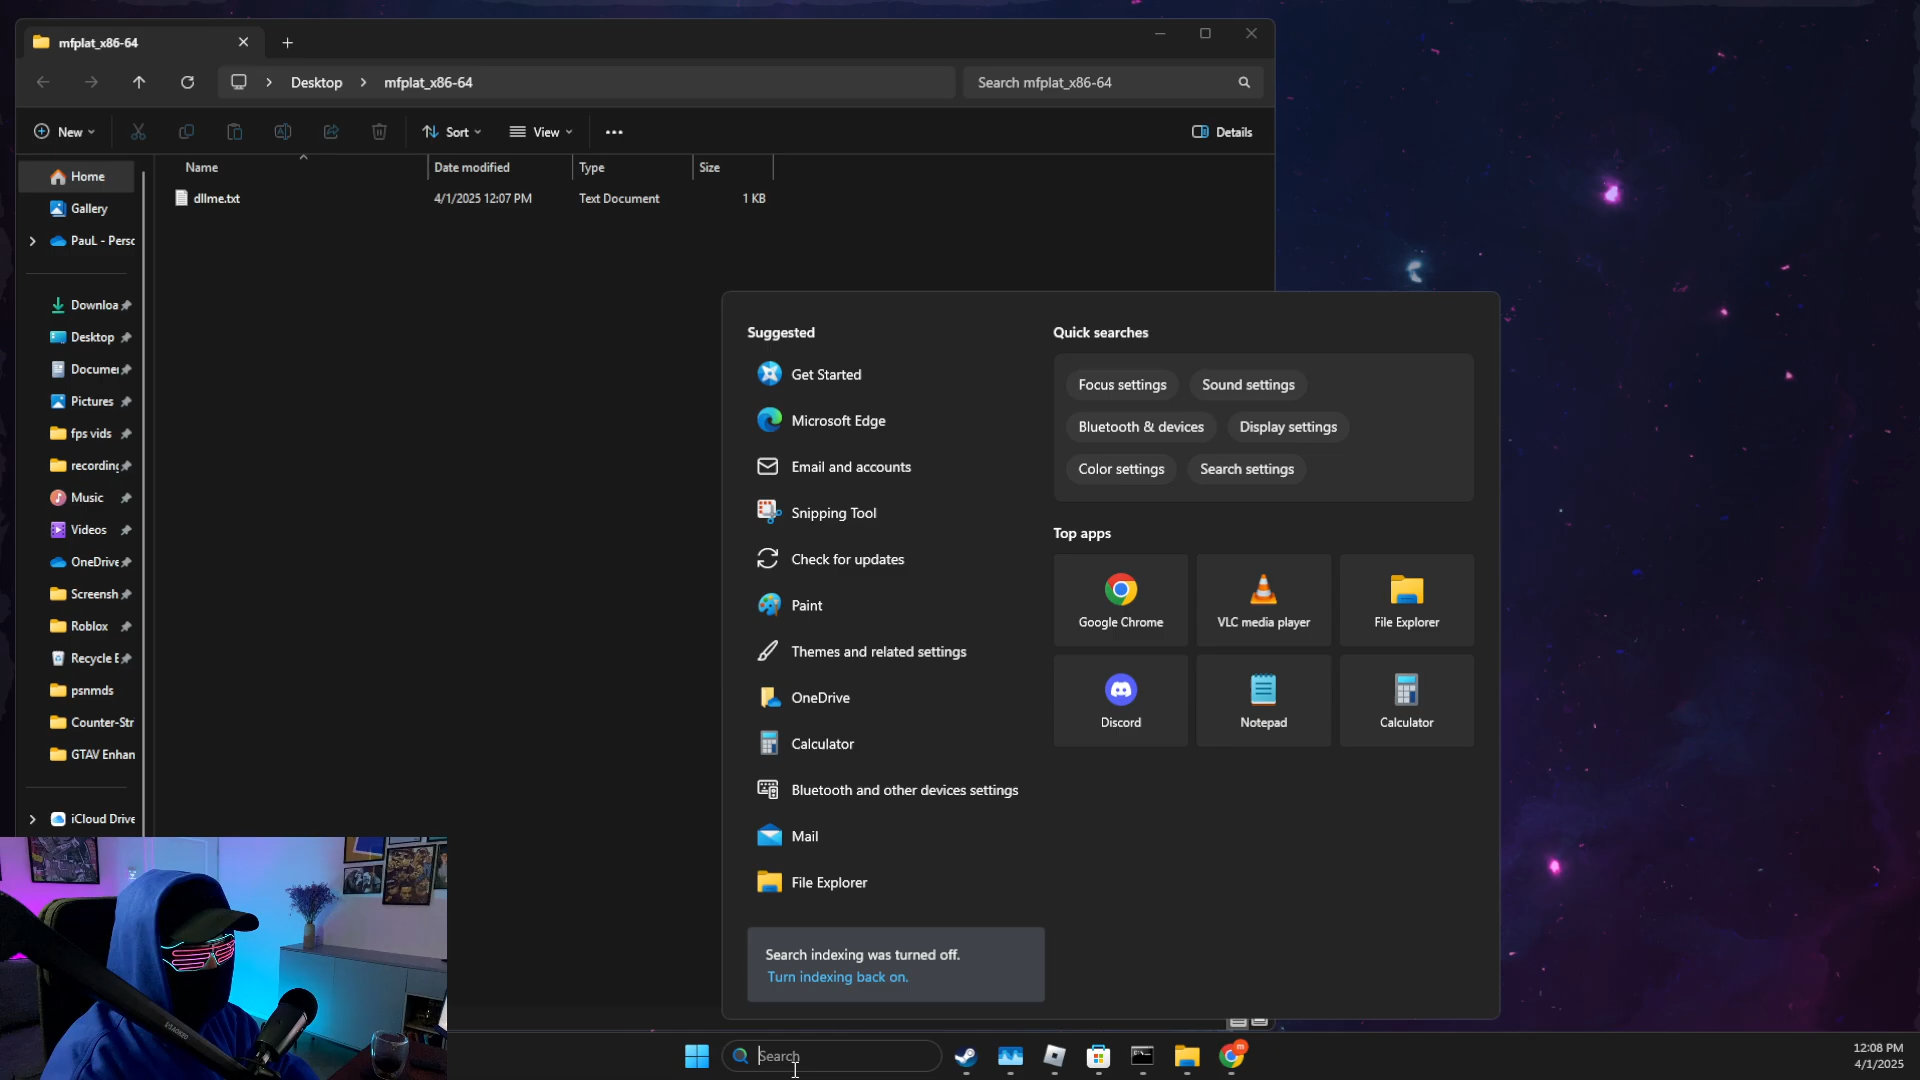 mfplat_x86-64
Desktop > mfplat_x86-64
Search mfplat_x86-64
New
Sort
View
Details
Name
Date modified
Type
Size
dllme.txt
4/1/2025 12:07 PM
Text Document
1 KB
Home
Gallery
PauL - Persc
Downloa
Desktop
Documer
Pictures
fps vids
recording
Music
Videos
OneDrive
Screensh
Roblox
Recycle E
psnmds
Counter-Str
GTAV Enhan
iCloud Drive
Suggested
Get Started
Microsoft Edge
Email and accounts
Snipping Tool
Check for updates
Paint
Themes and related settings
OneDrive
Calculator
Bluetooth and other devices settings
Mail
File Explorer
Search indexing was turned off.
Turn indexing back on.
Quick searches
Focus settings
Sound settings
Bluetooth & devices
Display settings
Color settings
Search settings
Top apps
Google Chrome
VLC media player
File Explorer
Discord
Notepad
Calculator
Search
12:08 PM
4/1/2025